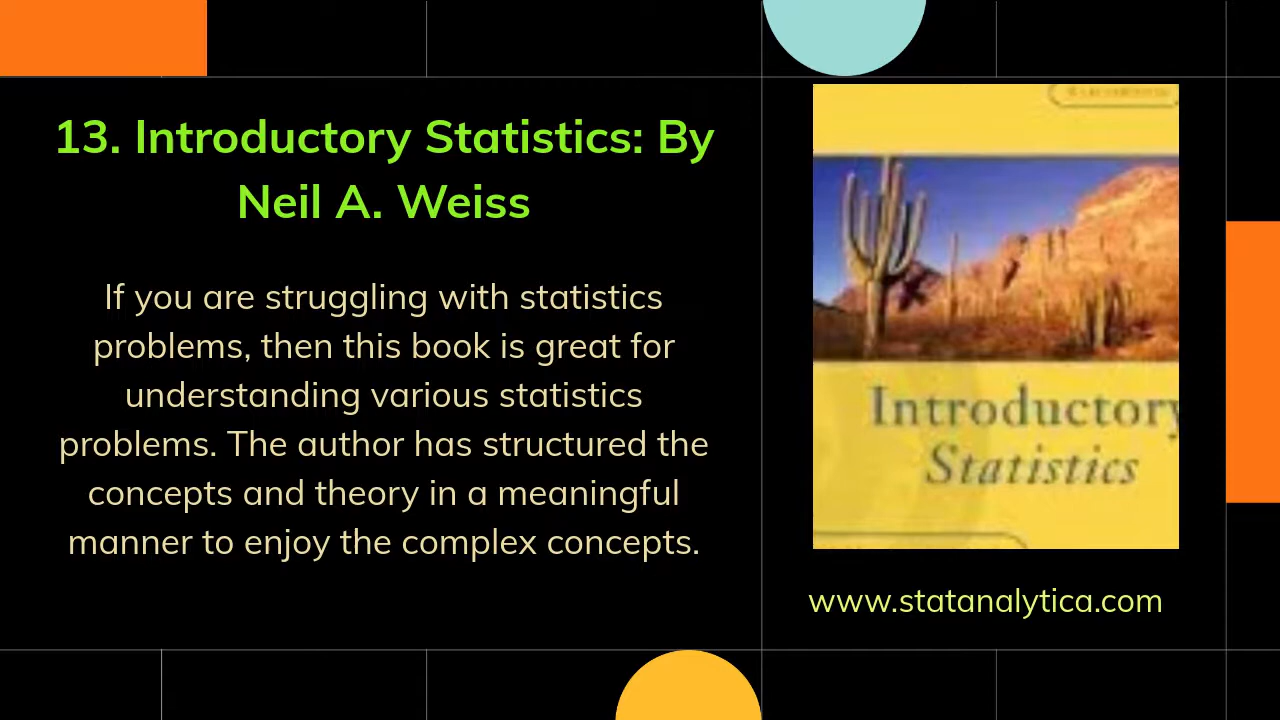 13. Introductory Statistics: By
Neil A. Weiss
If you are struggling with statistics
problems, then this book is great for
understanding various statistics
problems. The author has structured the
concepts and theory in a meaningful
manner to enjoy the complex concepts.
Introductory
Statistics
www.statanalytica.com